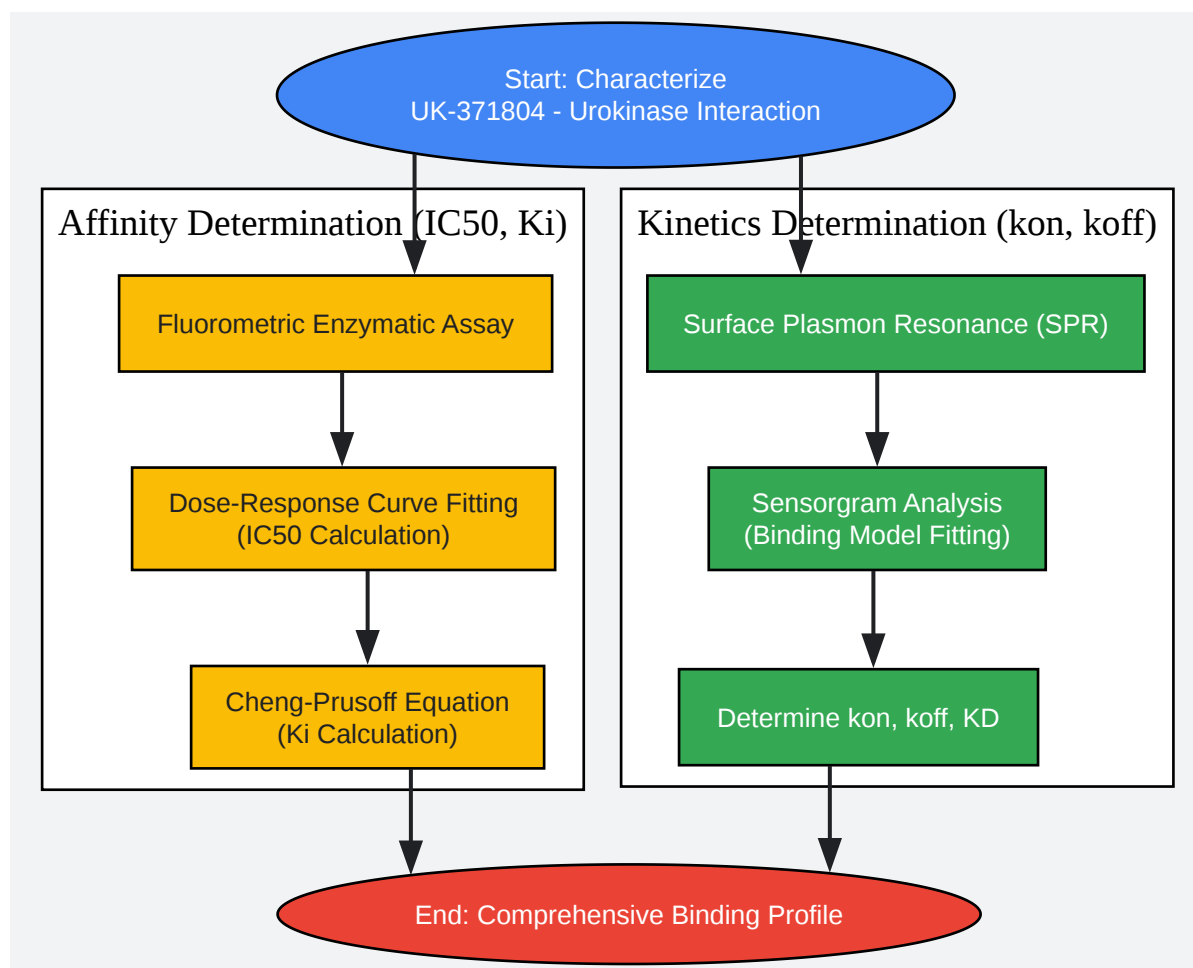 Start: Characterize
UK-371804 - Urokinase Interaction
Affinity Determination (IC50, Ki)
Fluorometric Enzymatic Assay
Dose-Response Curve Fitting
(IC50 Calculation)
Cheng-Prusoff Equation
(Ki Calculation)
Kinetics Determination (kon, koff)
Surface Plasmon Resonance (SPR)
Sensorgram Analysis
(Binding Model Fitting)
Determine kon, koff, KD
End: Comprehensive Binding Profile